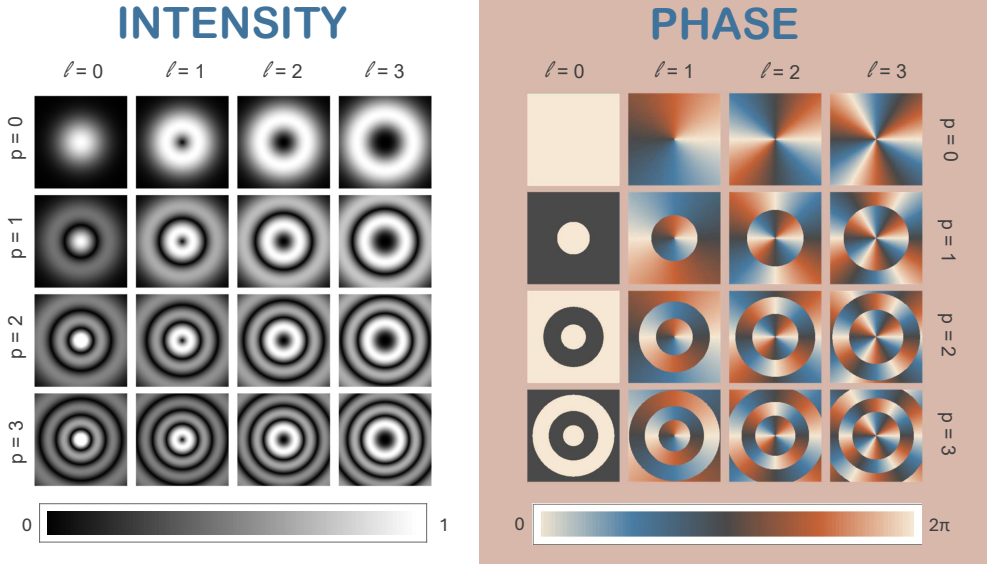 INTENSITY
PHASE
ℓ = 0 ℓ = 1 ℓ = 2 ℓ = 3
ℓ = 0 ℓ = 1 ℓ = 2 ℓ = 3
p = 0
p = 1
p = 2
p = 3
p = 0
p = 1
p = 2
p = 3
0 1
0 2π